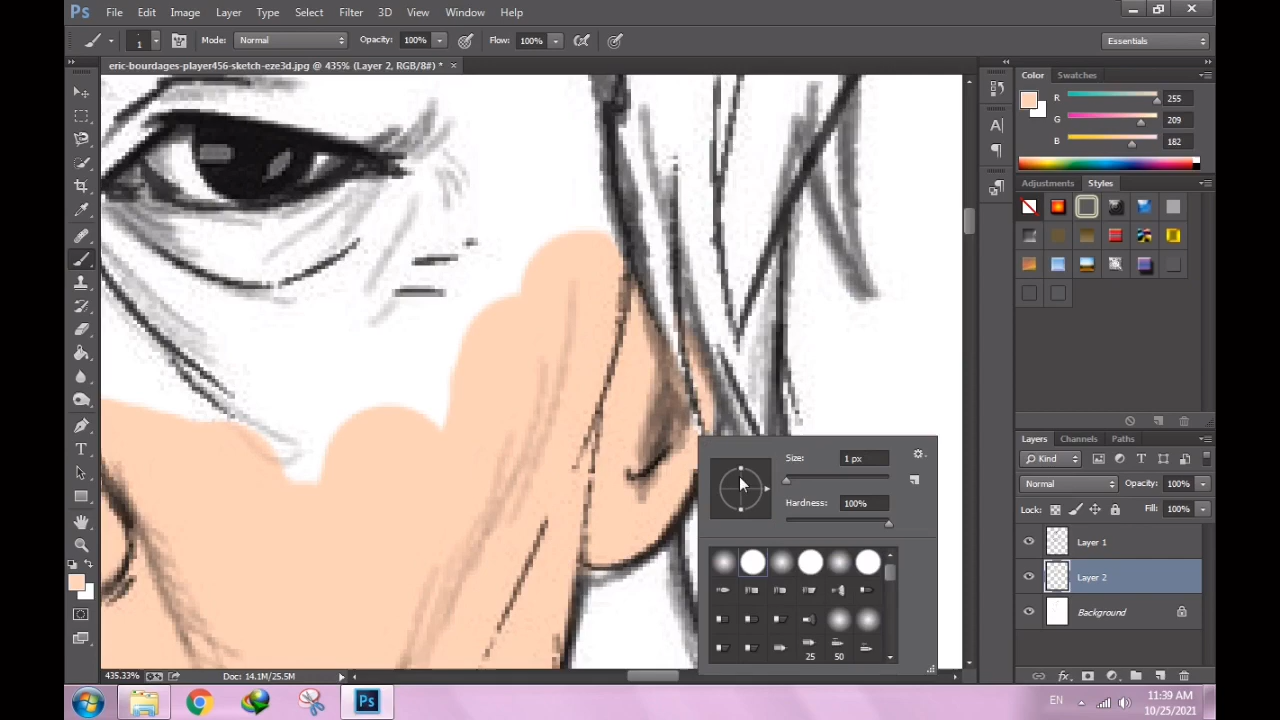 Ps File Edit Image Layer Type Select Filter 3D View Window Help
1 Mode: Normal Opacity: 100% Flow: 100% Essentials
eric-bourdages-player456-sketch-eze3d.jpg @ 435% (Layer 2, RGB/8#) * ×
Color Swatches
R 255
G 209
B 182
Adjustments Styles
Size: 1 px
Hardness: 100%
25 50
Layers Channels Paths
Kind
Normal Opacity: 100%
Lock: Fill: 100%
Layer 1
Layer 2
Background
435.33% Doc: 14.1M/25.5M
Ps EN 11:39 AM
10/25/2021